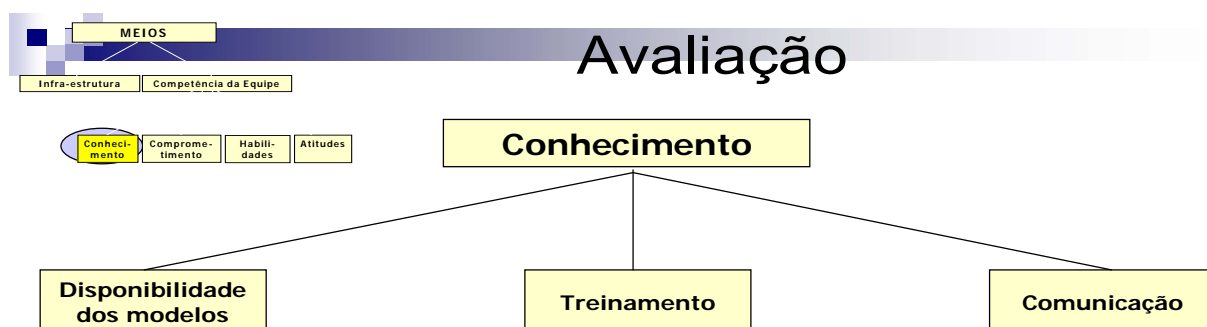 MEIOS
Avaliação
Infra-estrutura
Competência da Equipe
Conheci-
mento
Comprome-
timento
Habili-
dades
Atitudes
Conhecimento
Disponibilidade
dos modelos
Treinamento
Comunicação